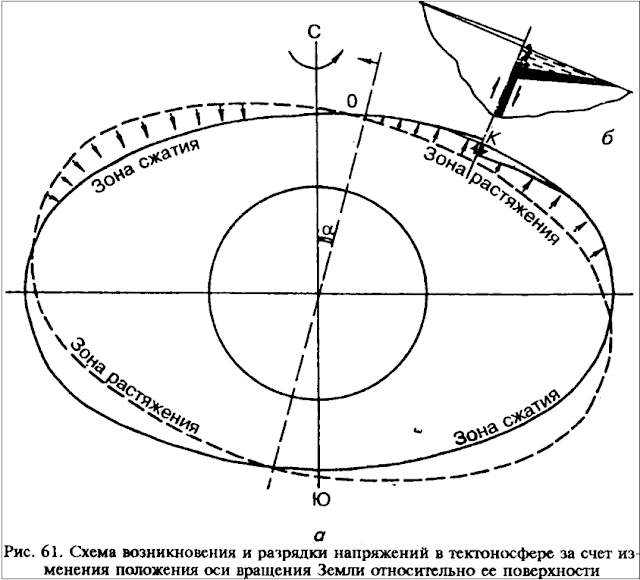 С
0
К
б
Зона сжатия
Зона растяжения
α
Зона растяжения
Зона сжатия
Ю
а
Рис. 61. Схема возникновения и разрядки напряжений в тектоносфере за счет из-
менения положения оси вращения Земли относительно ее поверхности